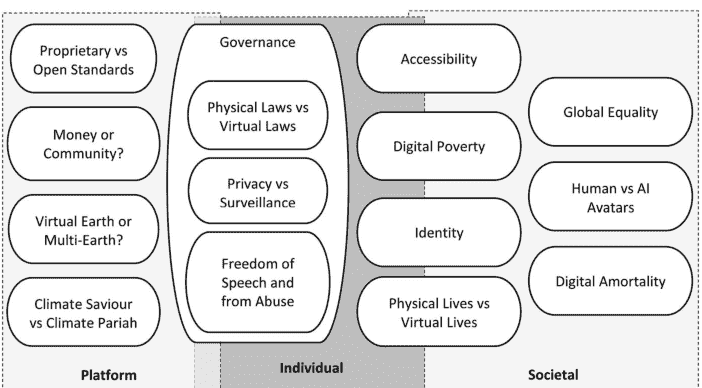 Proprietary vs
Open Standards
Money or
Community?
Virtual Earth or
Multi-Earth?
Climate Saviour
vs Climate Pariah
Platform
Governance
Physical Laws vs
Virtual Laws
Privacy vs
Surveillance
Freedom of
Speech and
from Abuse
Individual
Accessibility
Digital Poverty
Identity
Physical Lives vs
Virtual Lives
Global Equality
Human vs AI
Avatars
Digital Amortality
Societal